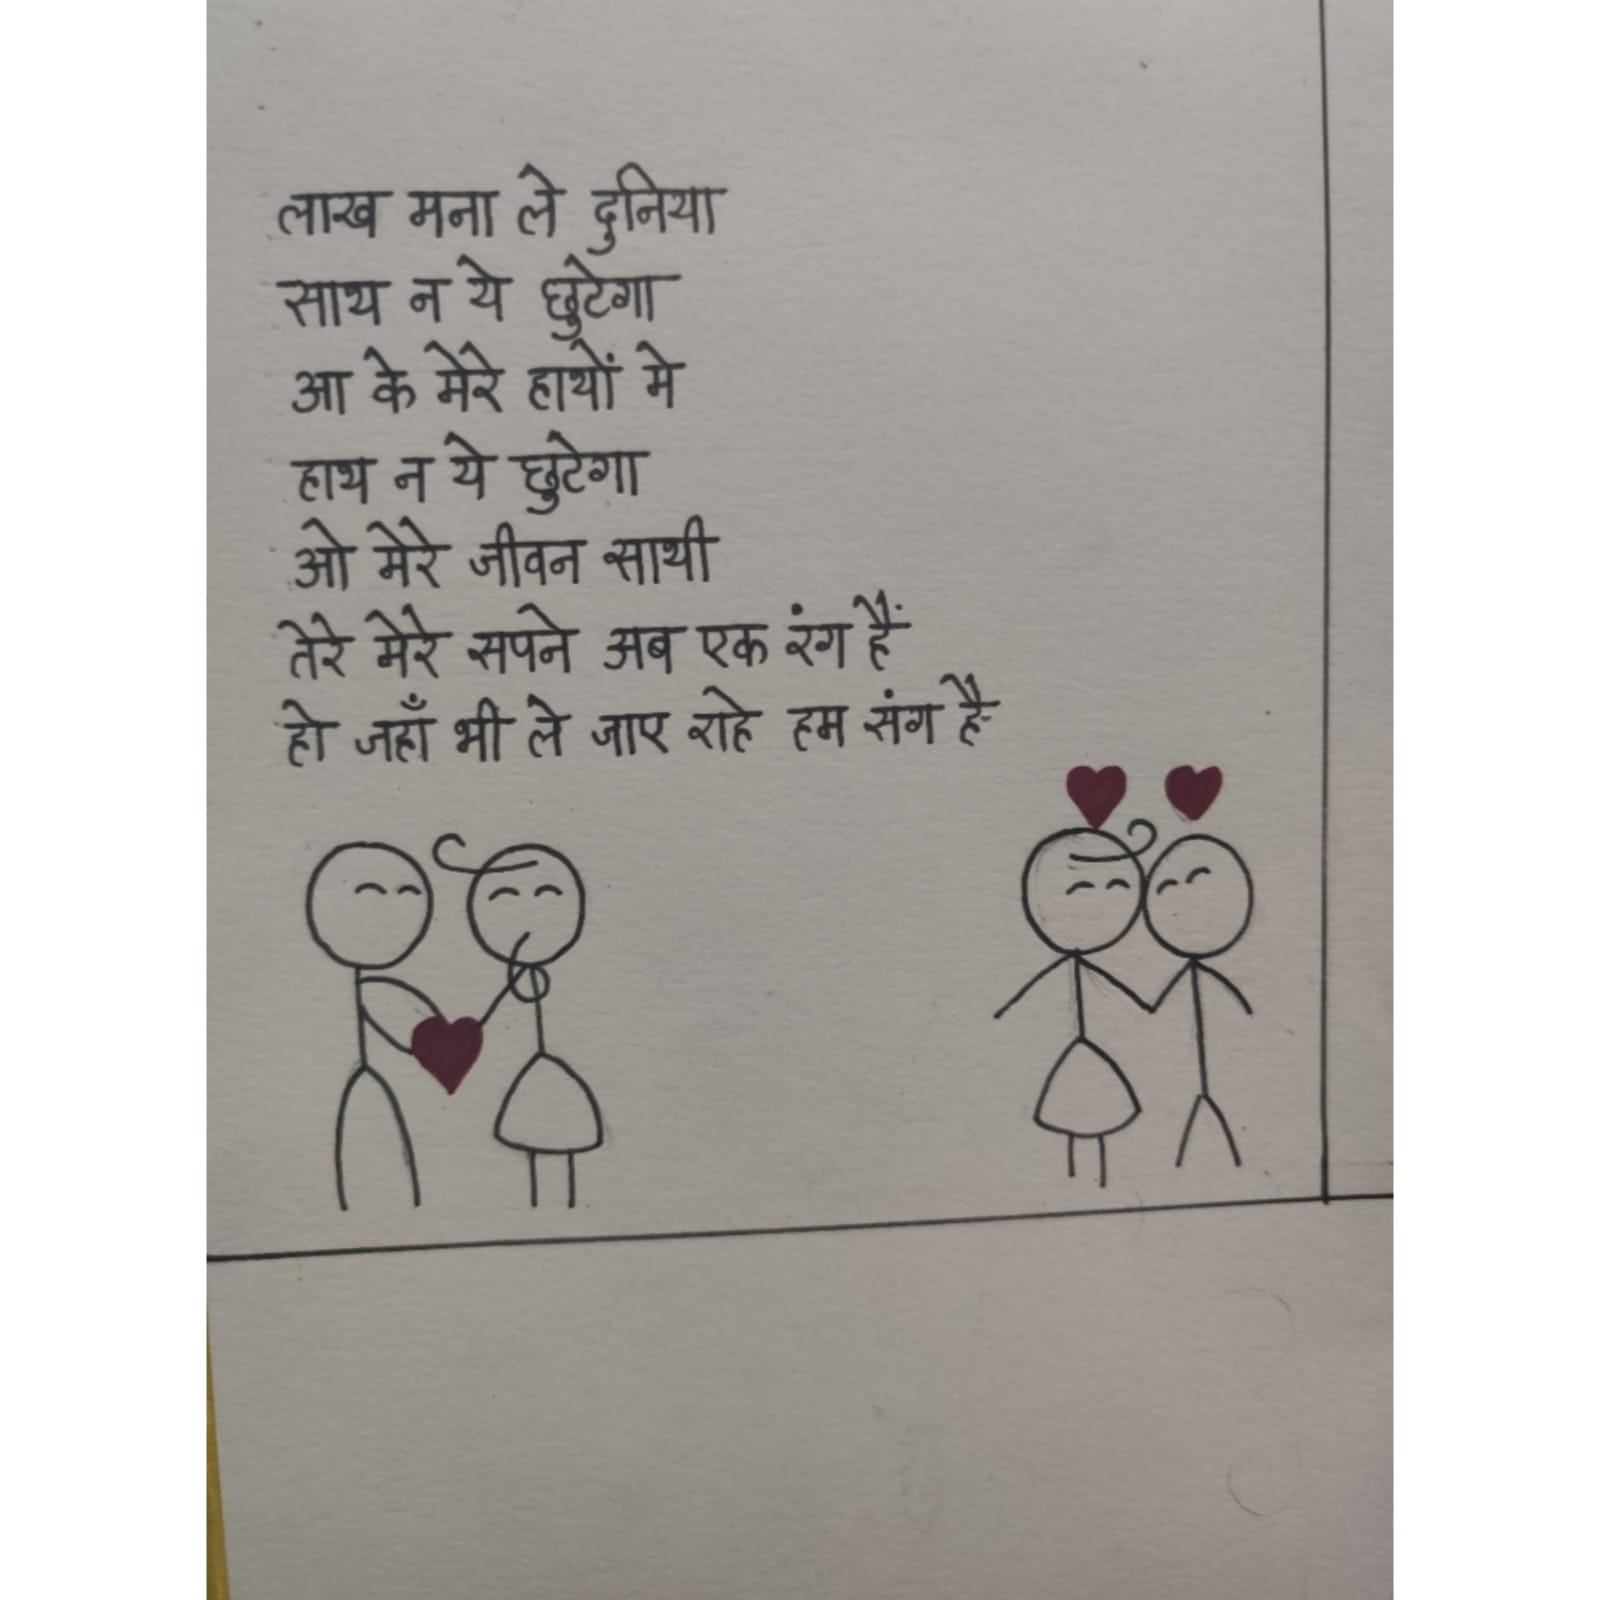 लाख मना ले दुनिया
साथ न ये छुटेगा
आ के मेरे हाथों मे
हाथ न ये छुटेगा
ओ मेरे जीवन साथी
तेरे मेरे सपने अब एक रंग हैं
हो जहाँ भी ले जाए राहे हम संग है